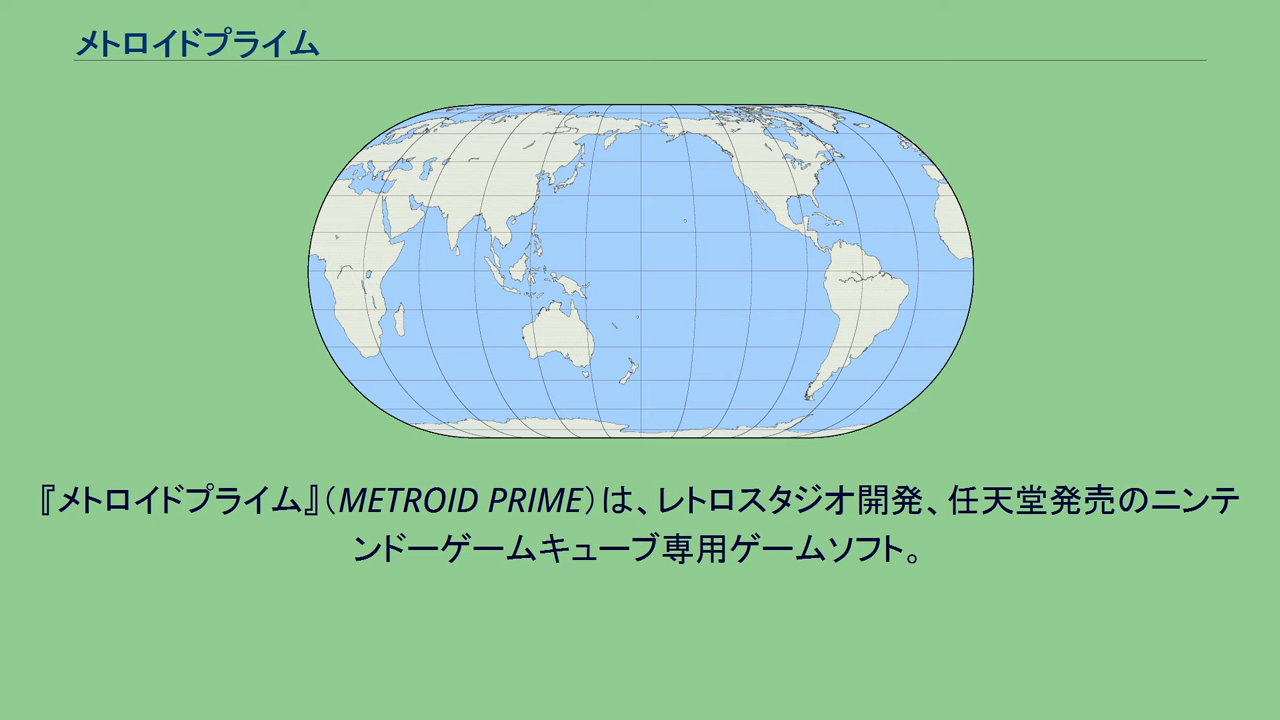 メトロイドプライム
『メトロイドプライム』（METROID PRIME）は、レトロスタジオ開発、任天堂発売のニンテ
ンドーゲームキューブ専用ゲームソフト。